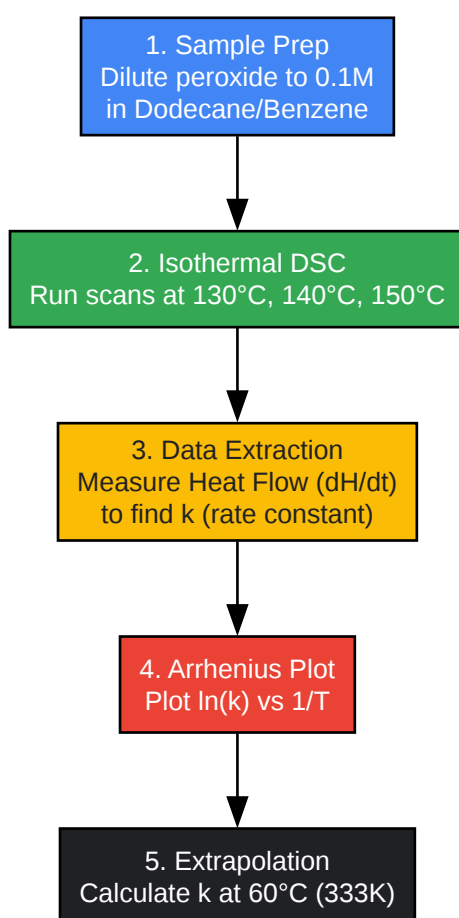 1. Sample Prep
Dilute peroxide to 0.1M
in Dodecane/Benzene
2. Isothermal DSC
Run scans at 130°C, 140°C, 150°C
3. Data Extraction
Measure Heat Flow (dH/dt)
to find k (rate constant)
4. Arrhenius Plot
Plot ln(k) vs 1/T
5. Extrapolation
Calculate k at 60°C (333K)